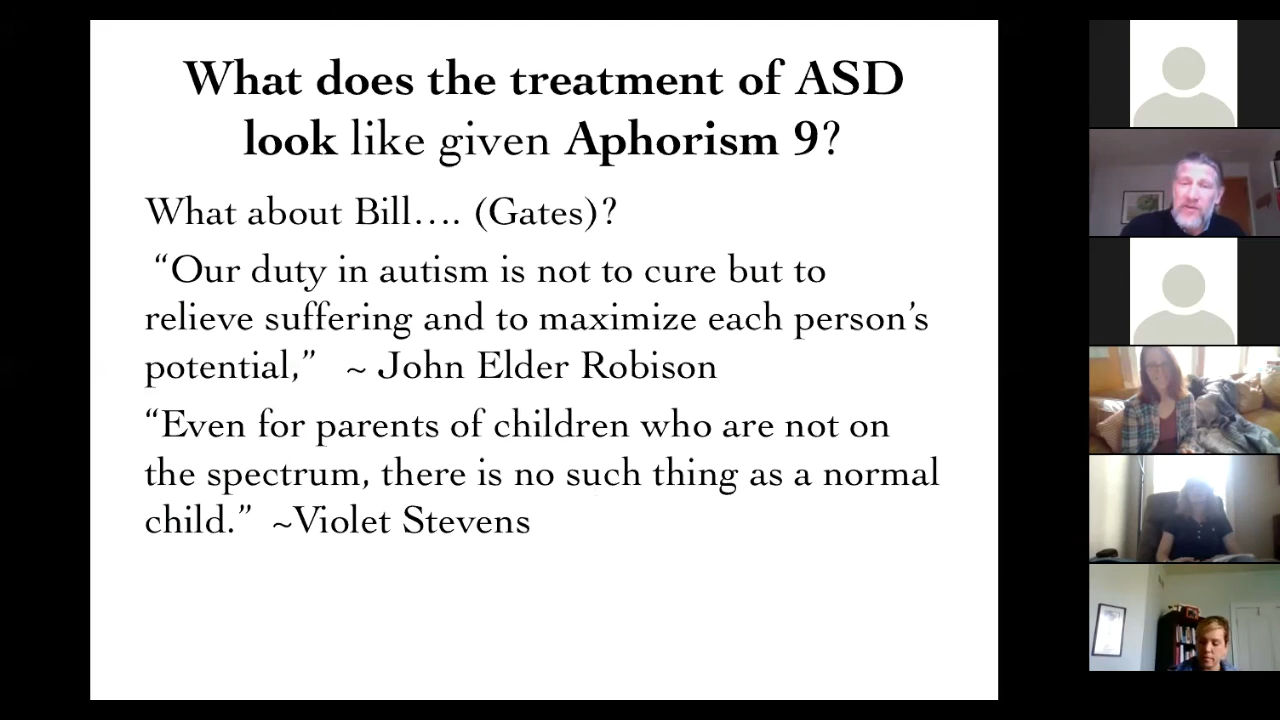 What does the treatment of ASD
look like given Aphorism 9?
What about Bill.... (Gates)?
“Our duty in autism is not to cure but to
relieve suffering and to maximize each person’s
potential,” ~ John Elder Robison
“Even for parents of children who are not on
the spectrum, there is no such thing as a normal
child.” ~Violet Stevens